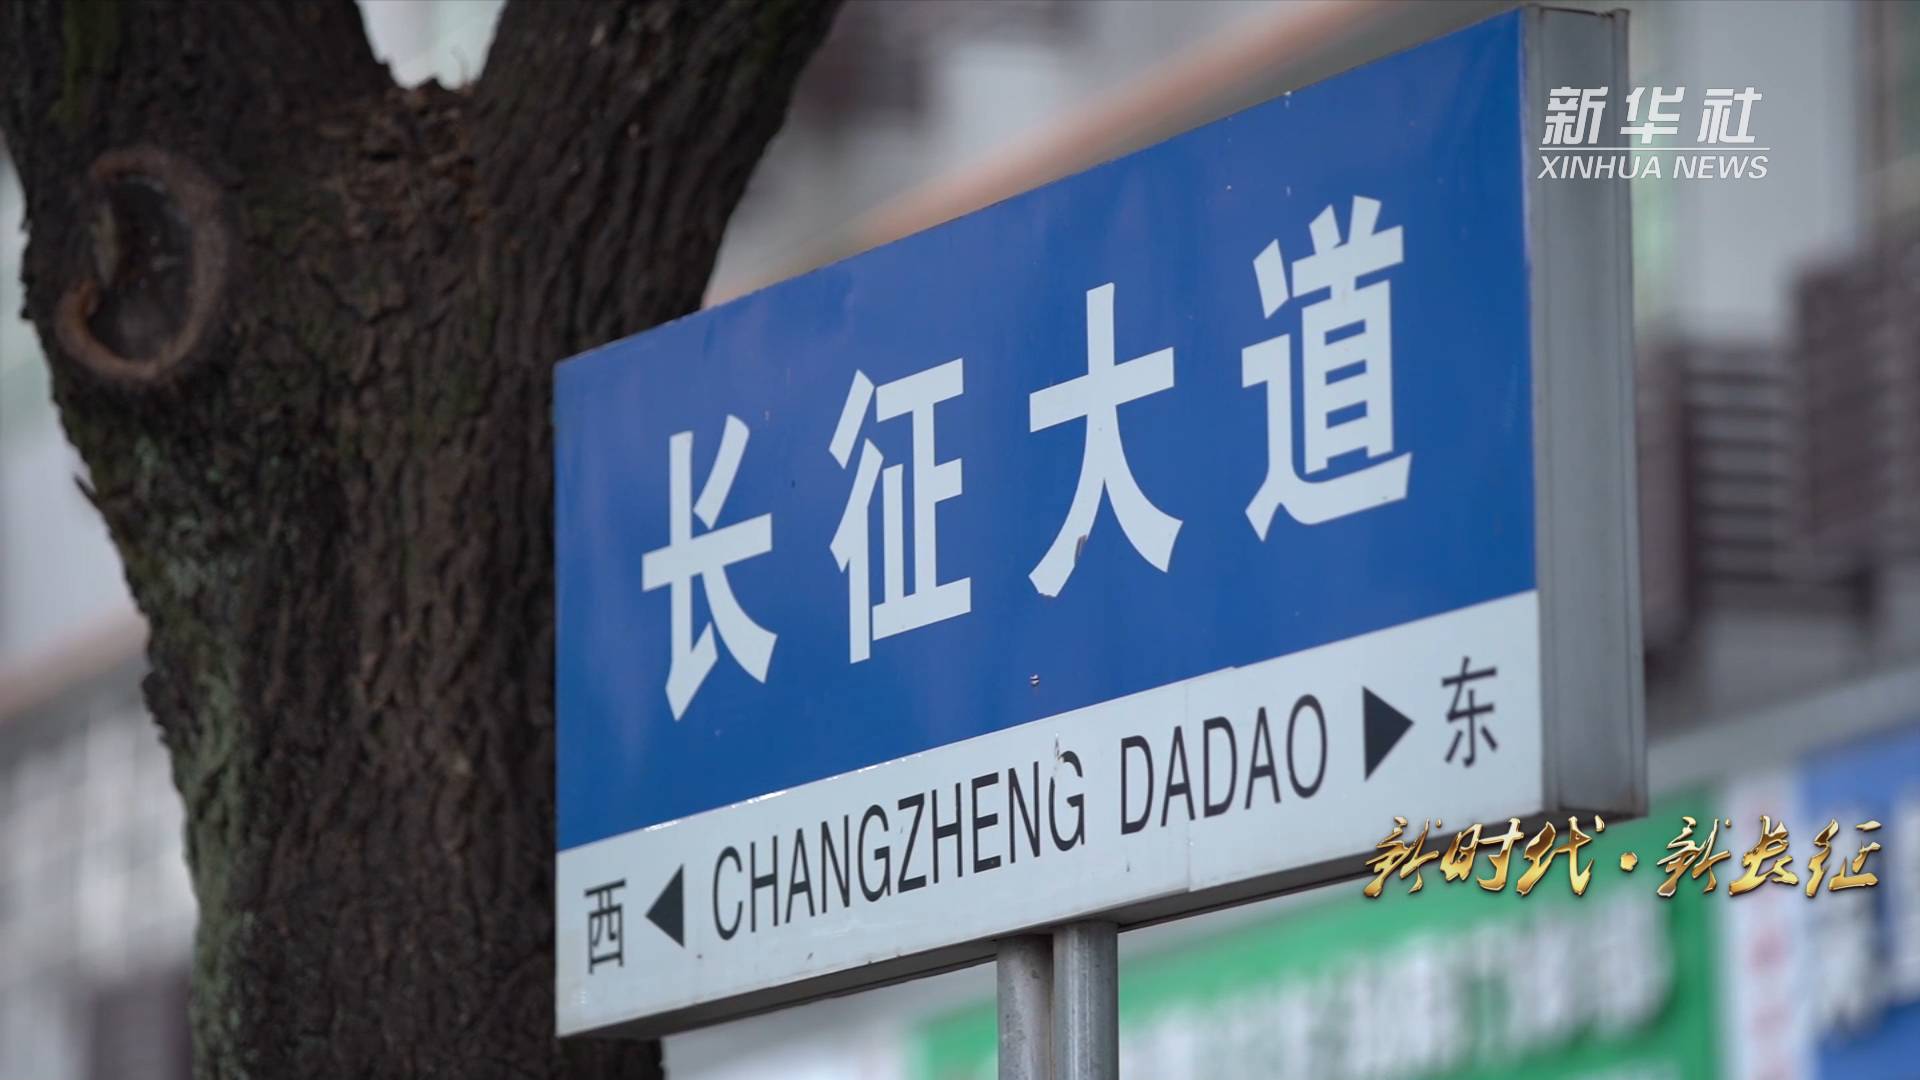 新华社
XINHUA NEWS
长征大道
西 ◀ CHANGZHENG DADAO ▶ 东
新时代·新长征